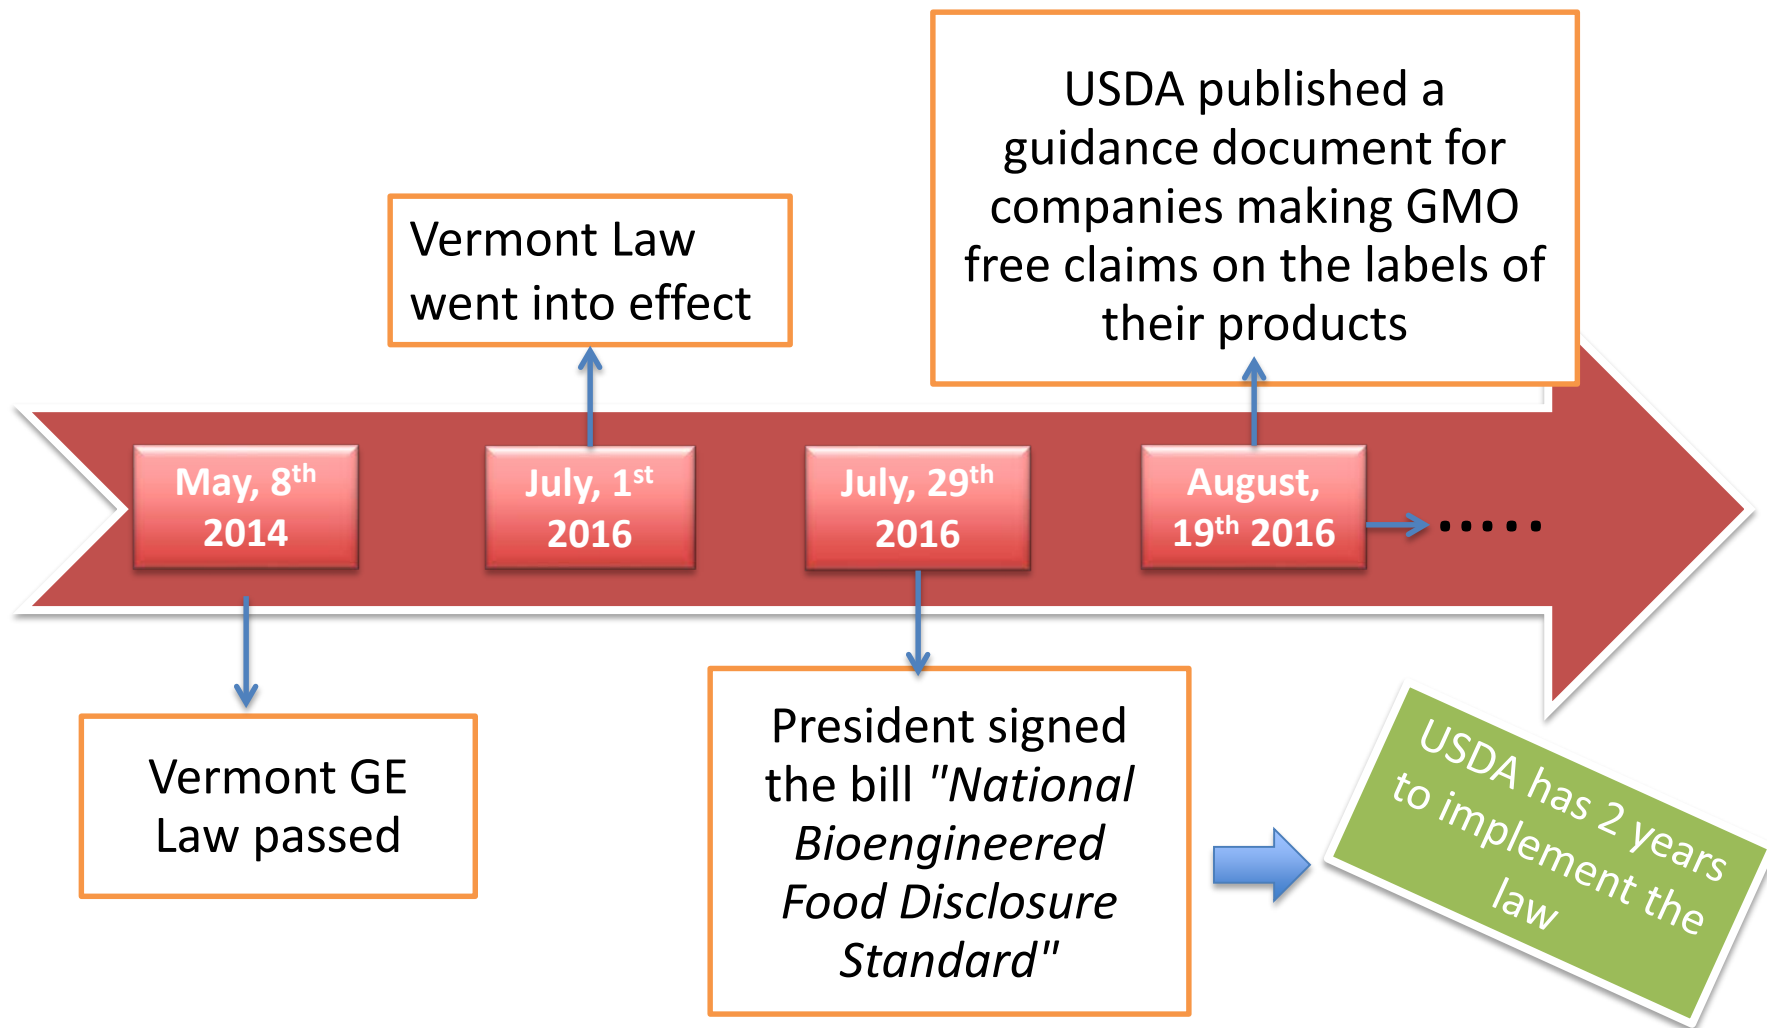 USDA published a
guidance document for
companies making GMO
free claims on the labels of
their products
Vermont Law
went into effect
May, 8th
2014
July, 1st
2016
July, 29th
2016
August,
19th 2016
.....
Vermont GE
Law passed
President signed
the bill "National
Bioengineered
Food Disclosure
Standard"
USDA has 2 years
to implement the
law